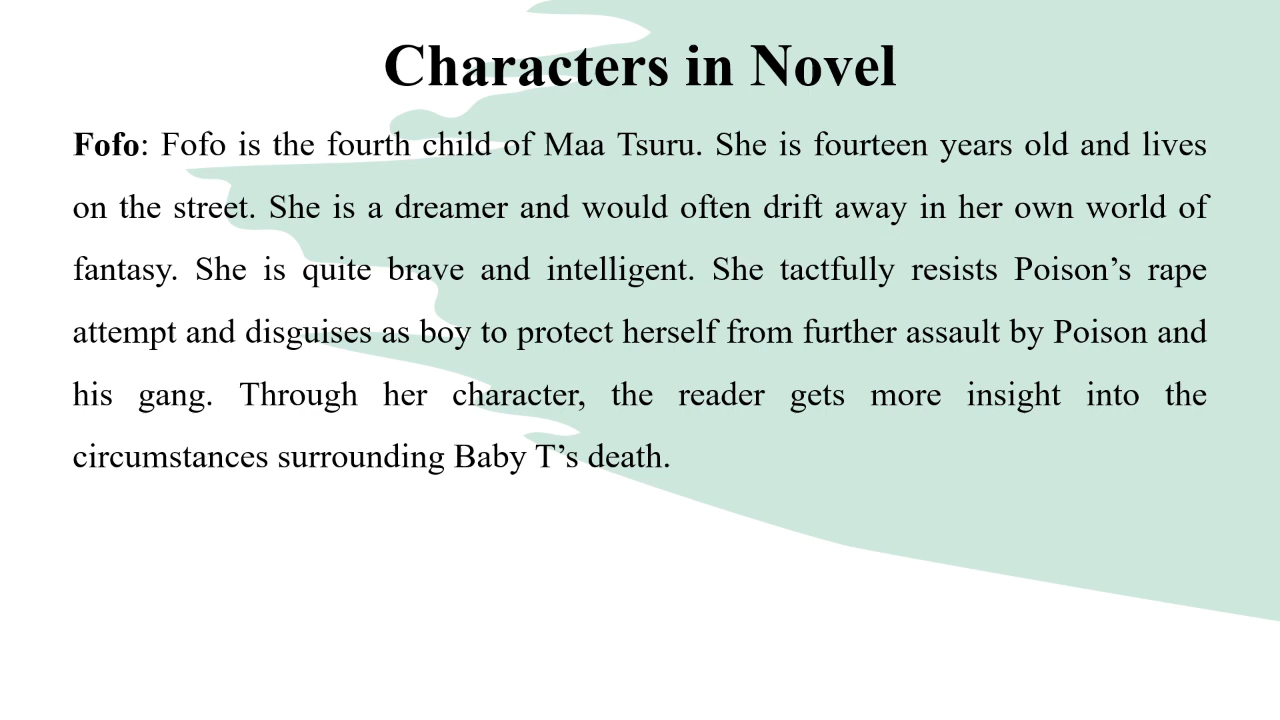 Characters in Novel
Fofo: Fofo is the fourth child of Maa Tsuru. She is fourteen years old and lives
on the street. She is a dreamer and would often drift away in her own world of
fantasy. She is quite brave and intelligent. She tactfully resists Poison’s rape
attempt and disguises as boy to protect herself from further assault by Poison and
his gang. Through her character, the reader gets more insight into the
circumstances surrounding Baby T’s death.